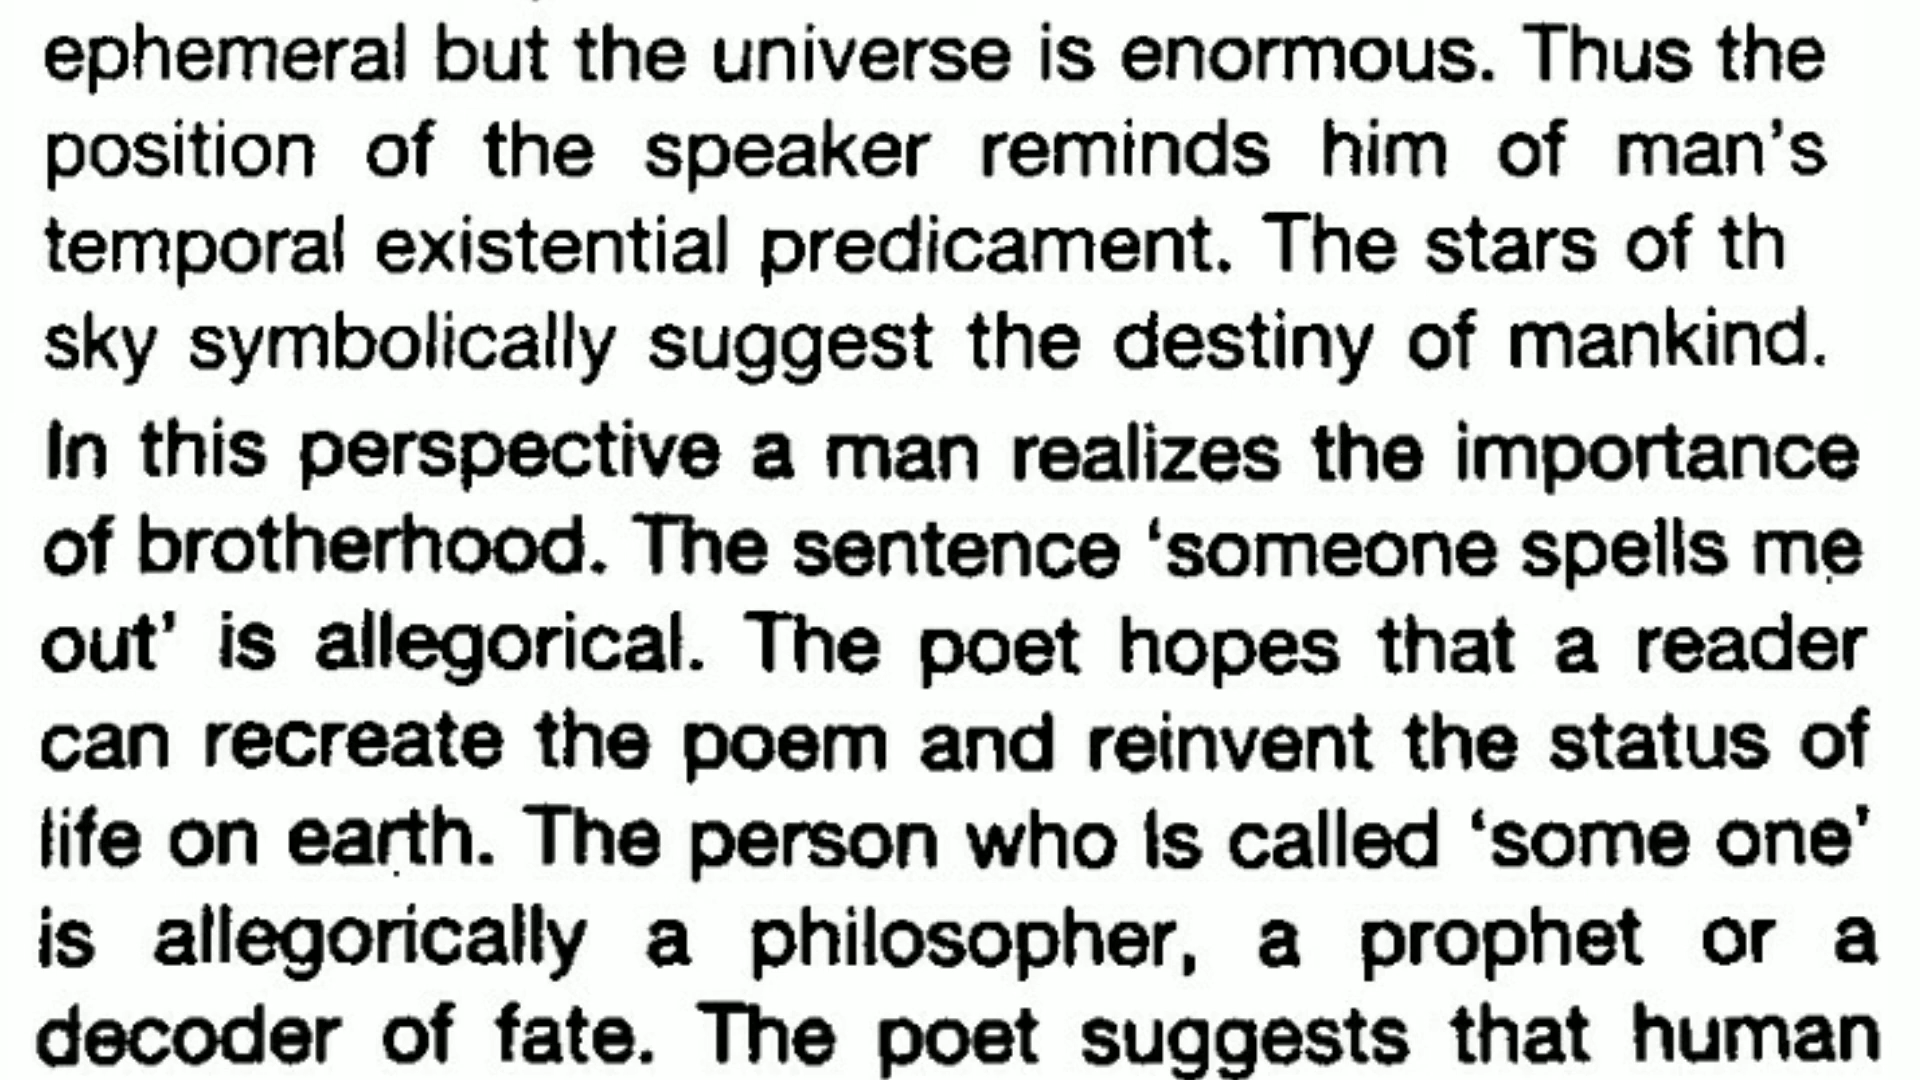 ephemeral but the universe is enormous. Thus the
position of the speaker reminds him of man's
temporal existential predicament. The stars of th
sky symbolically suggest the destiny of mankind.
In this perspective a man realizes the importance
of brotherhood. The sentence ‘someone spells me
out’ is allegorical. The poet hopes that a reader
can recreate the poem and reinvent the status of
life on earth. The person who is called ‘some one’
is allegorically a philosopher, a prophet or a
decoder of fate. The poet suggests that human